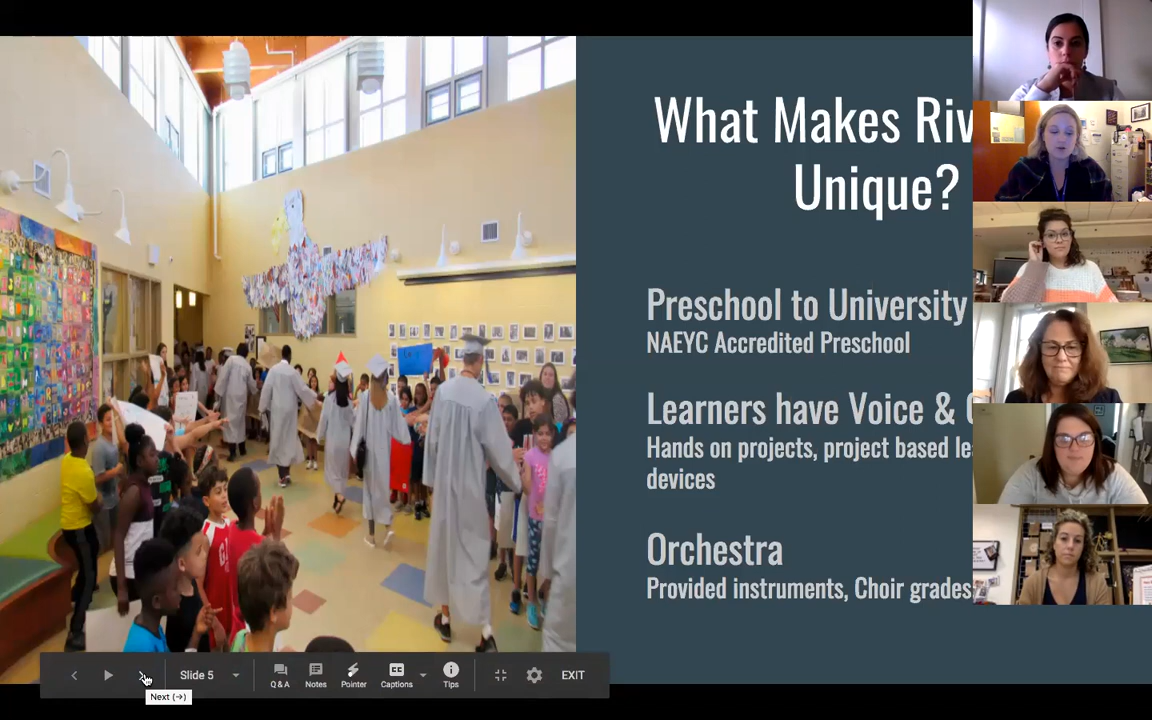 What Makes Riv
Unique?
Preschool to University
NAEYC Accredited Preschool
Learners have Voice & C
Hands on projects, project based lea
devices
Orchestra
Provided instruments, Choir grades
Slide 5
Q & A
Notes
Pointer
Captions
Tips
EXIT
Next (→)